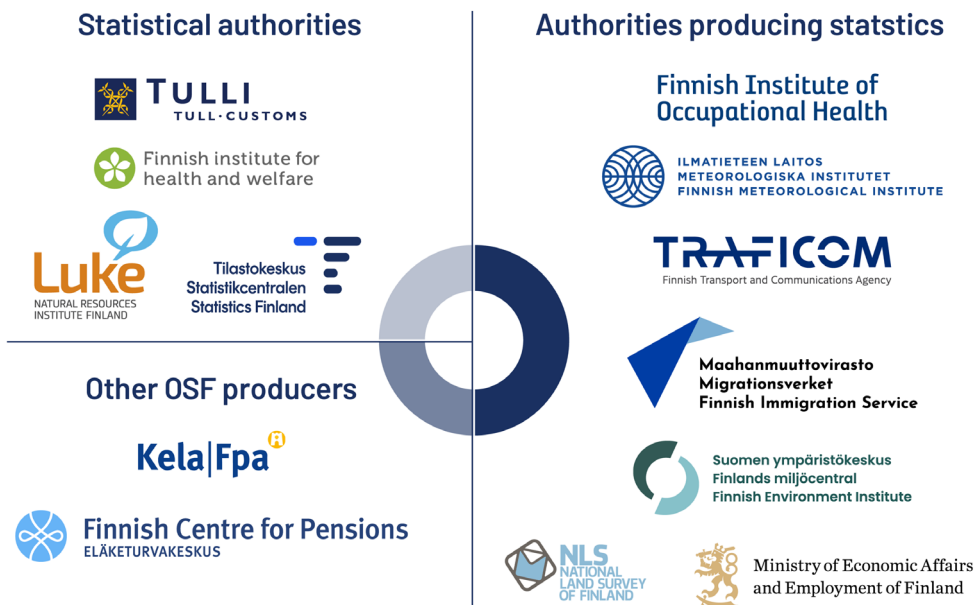 Statistical authorities
TULLI
TULL·CUSTOMS
Finnish institute for
health and welfare
Luke
NATURAL RESOURCES
INSTITUTE FINLAND
Tilastokeskus
Statistikcentralen
Statistics Finland
Other OSF producers
Kela|Fpa
Finnish Centre for Pensions
ELÄKETURVAKESKUS
Authorities producing statstics
Finnish Institute of
Occupational Health
ILMATIETEEN LAITOS
METEOROLOGISKA INSTITUTET
FINNISH METEOROLOGICAL INSTITUTE
TRAFICOM
Finnish Transport and Communications Agency
Maahanmuuttovirasto
Migrationsverket
Finnish Immigration Service
Suomen ympäristökeskus
Finlands miljöcentral
Finnish Environment Institute
NLS
NATIONAL
LAND SURVEY
OF FINLAND
Ministry of Economic Affairs
and Employment of Finland